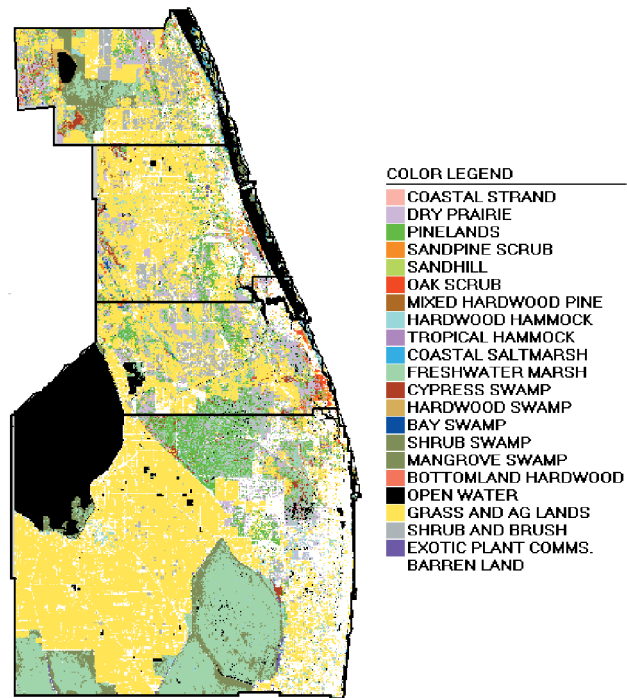 COLOR LEGEND
COASTAL STRAND
DRY PRAIRIE
PINELANDS
SANDPINE SCRUB
SANDHILL
OAK SCRUB
MIXED HARDWOOD PINE
HARDWOOD HAMMOCK
TROPICAL HAMMOCK
COASTAL SALTMARSH
FRESHWATER MARSH
CYPRESS SWAMP
HARDWOOD SWAMP
BAY SWAMP
SHRUB SWAMP
MANGROVE SWAMP
BOTTOMLAND HARDWOOD
OPEN WATER
GRASS AND AG LANDS
SHRUB AND BRUSH
EXOTIC PLANT COMMS.
BARREN LAND